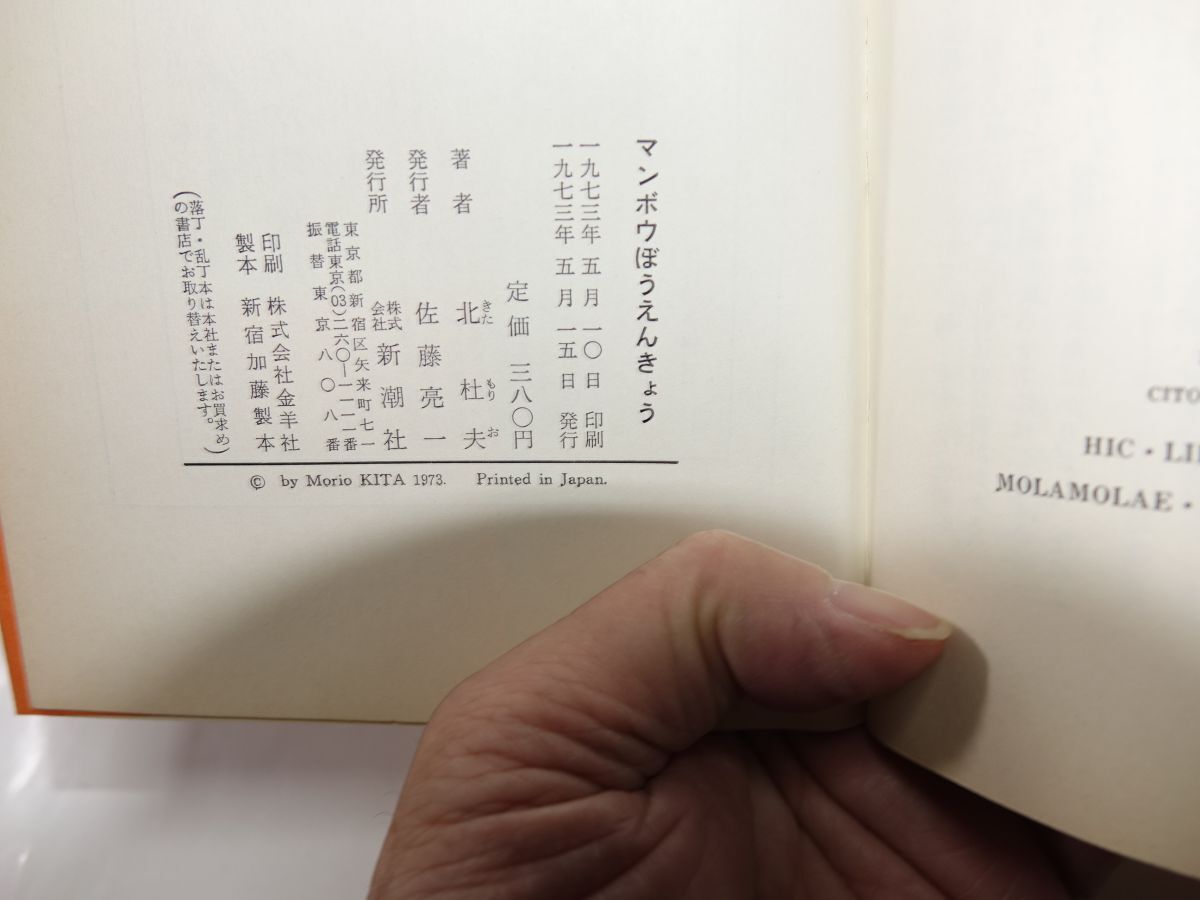 マンボウぼうえんきょう
一九七三年 五月 一〇日 印刷
一九七三年 五月 一五日 発行
定価 三八〇円
著者 北杜夫
きた もり お
発行者 佐藤亮一
発行所 株式会社 新潮社
東京都新宿区矢来町七一
電話東京(03)二六〇―一一一一番
振替東京八〇八番
印刷 株式会社金羊社
製本 新宿加藤製本
(落丁・乱丁本は本社またはお買求め
の書店でお取り替えいたします。)
© by Morio KITA 1973. Printed in Japan.
CITO
HIC・LI
MOLAMOLAE・